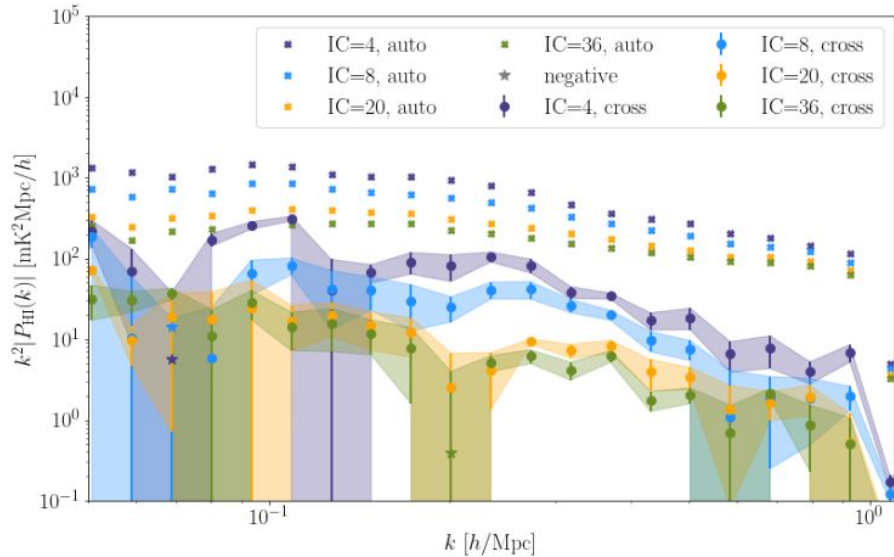 10^5
10^4
10^3
10^2
10^1
10^0
10^{-1}
k^2|P_{HI}(k)| [mK^2Mpc/h]
IC=4, auto
IC=8, auto
IC=20, auto
IC=36, auto
negative
IC=4, cross
IC=8, cross
IC=20, cross
IC=36, cross
10^{-1}
10^0
k [h/Mpc]